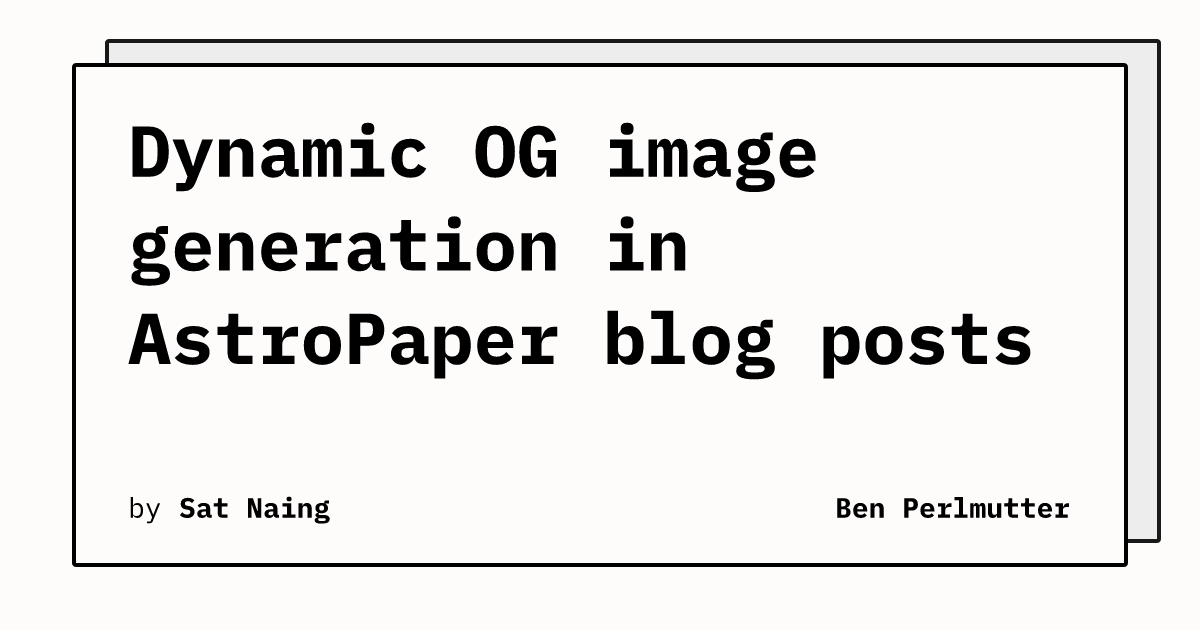 Dynamic OG image
generation in
AstroPaper blog posts
by Sat Naing
Ben Perlmutter